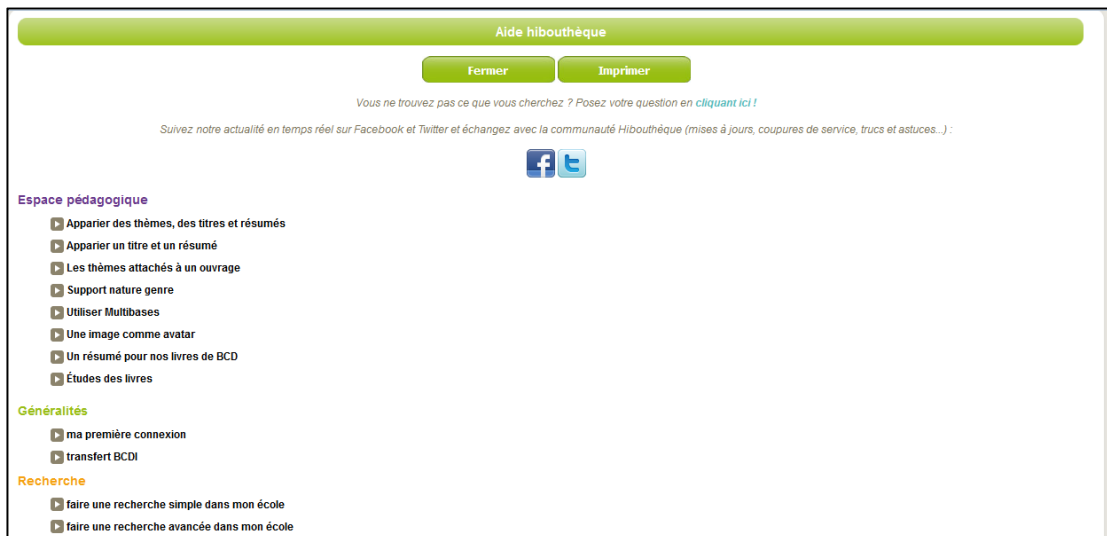 Aide hibouthèque
Fermer
Imprimer
Vous ne trouvez pas ce que vous cherchez ? Posez votre question en cliquant ici !
Suivez notre actualité en temps réel sur Facebook et Twitter et échangez avec la communauté Hibouthèque (mises à jours, coupures de service, trucs et astuces...) :
f t
Espace pédagogique
Apparier des thèmes, des titres et résumés
Apparier un titre et un résumé
Les thèmes attachés à un ouvrage
Support nature genre
Utiliser Multibases
Une image comme avatar
Un résumé pour nos livres de BCD
Études des livres
Généralités
ma première connexion
transfert BCDI
Recherche
faire une recherche simple dans mon école
faire une recherche avancée dans mon école